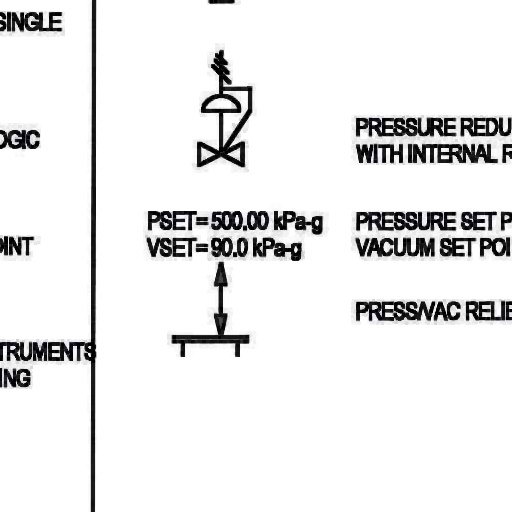 SINGLE
PRESSURE REDU
OGIC
WITH INTERNAL R
PSET=500.00 kPa-g
PRESSURE SET P
OINT
VSET=90.0 kPa-g
VACUUM SET POI
PRESS/VAC RELIE
TRUMENTS
ING